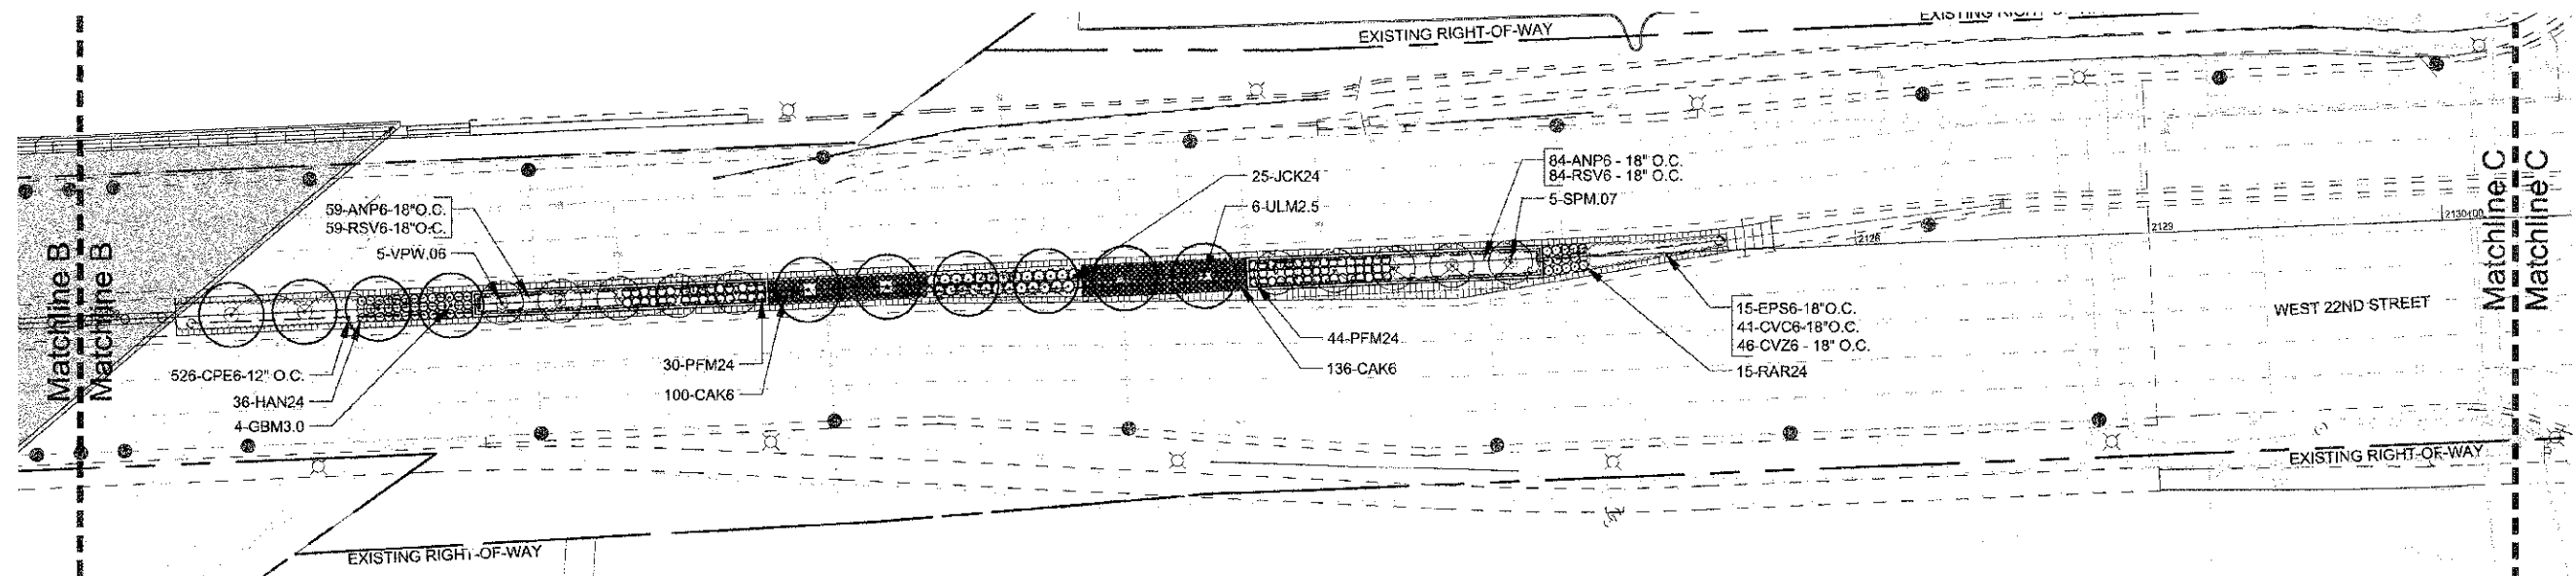 EXISTING RIGHT-OF-WAY
84-ANP6 - 18" O.C.
84-RSV6 - 18" O.C.
5-SPM.07
25-JCK24
6-ULM2.5
59-ANP6-18"O.C.
59-RSV6-18"O.C.
5-VPW.06
Matchline B
Matchline B
Matchline C
Matchline C
2129
2130+00
WEST 22ND STREET
526-CPE6-12" O.C.
36-HAN24
4-GBM3.0
30-PFM24
100-CAK6
44-PFM24
136-CAK6
15-EPS6-18"O.C.
41-CVC6-18"O.C.
46-CVZ6 - 18" O.C.
15-RAR24
EXISTING RIGHT-OF-WAY
EXISTING RIGHT-OF-WAY